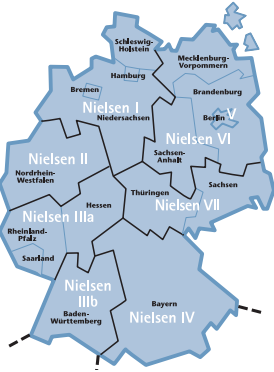 Schleswig-
Holstein
Mecklenburg-
Vorpommern
Hamburg
Bremen
Brandenburg
Nielsen I
Niedersachsen
Berlin
V
Nielsen VI
Nielsen II
Sachsen-
Anhalt
Nordrhein-
Westfalen
Thüringen
Sachsen
Hessen
Nielsen VII
Nielsen IIIa
Rheinland-
Pfalz
Saarland
Nielsen
IIIb
Baden-
Württemberg
Bayern
Nielsen IV